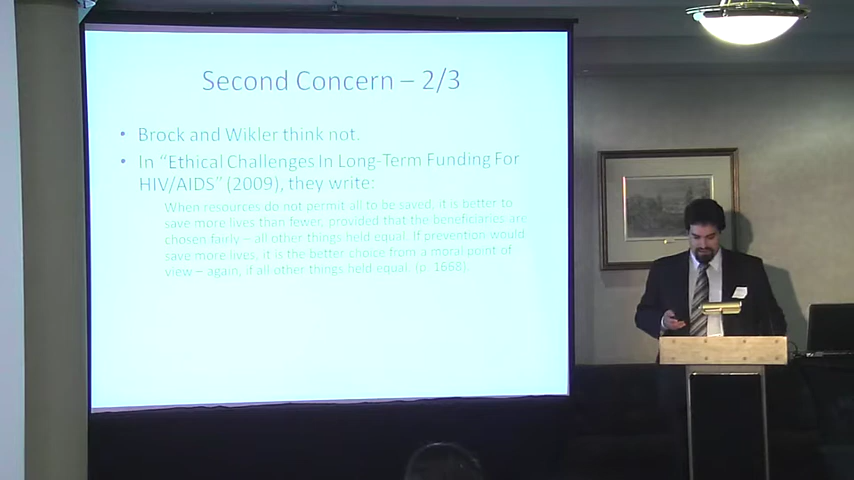 Second Concern – 2/3
• Brock and Wikler think not.
• In “Ethical Challenges In Long-Term Funding For
HIV/AIDS” (2009), they write:
When resources do not permit all to be saved, it is better to
save more lives than fewer, provided that the beneficiaries are
chosen fairly – all other things held equal. If prevention would
save more lives, it is the better choice from a moral point of
view – again, if all other things held equal. (p. 1668).